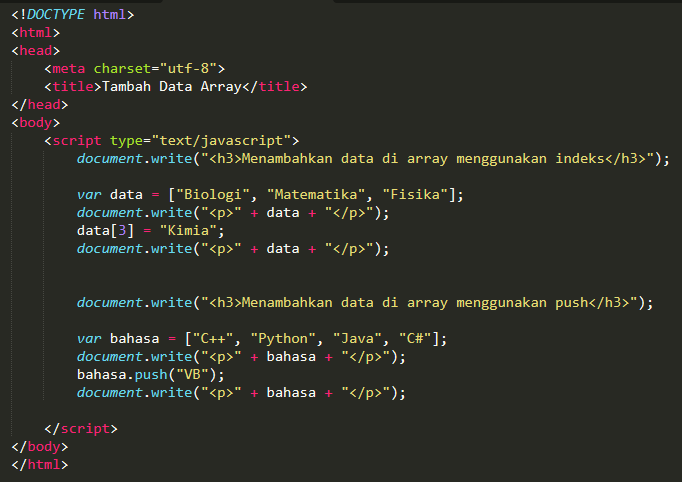 <!DOCTYPE html>
<html>
<head>
    <meta charset="utf-8">
    <title>Tambah Data Array</title>
</head>
<body>
    <script type="text/javascript">
        document.write("<h3>Menambahkan data di array menggunakan indeks</h3>");
        var data = ["Biologi", "Matematika", "Fisika"];
        document.write("<p>" + data + "</p>");
        data[3] = "Kimia";
        document.write("<p>" + data + "</p>");
        document.write("<h3>Menambahkan data di array menggunakan push</h3>");
        var bahasa = ["C++", "Python", "Java", "C#"];
        document.write("<p>" + bahasa + "</p>");
        bahasa.push("VB");
        document.write("<p>" + bahasa + "</p>");
    </script>
</body>
</html>